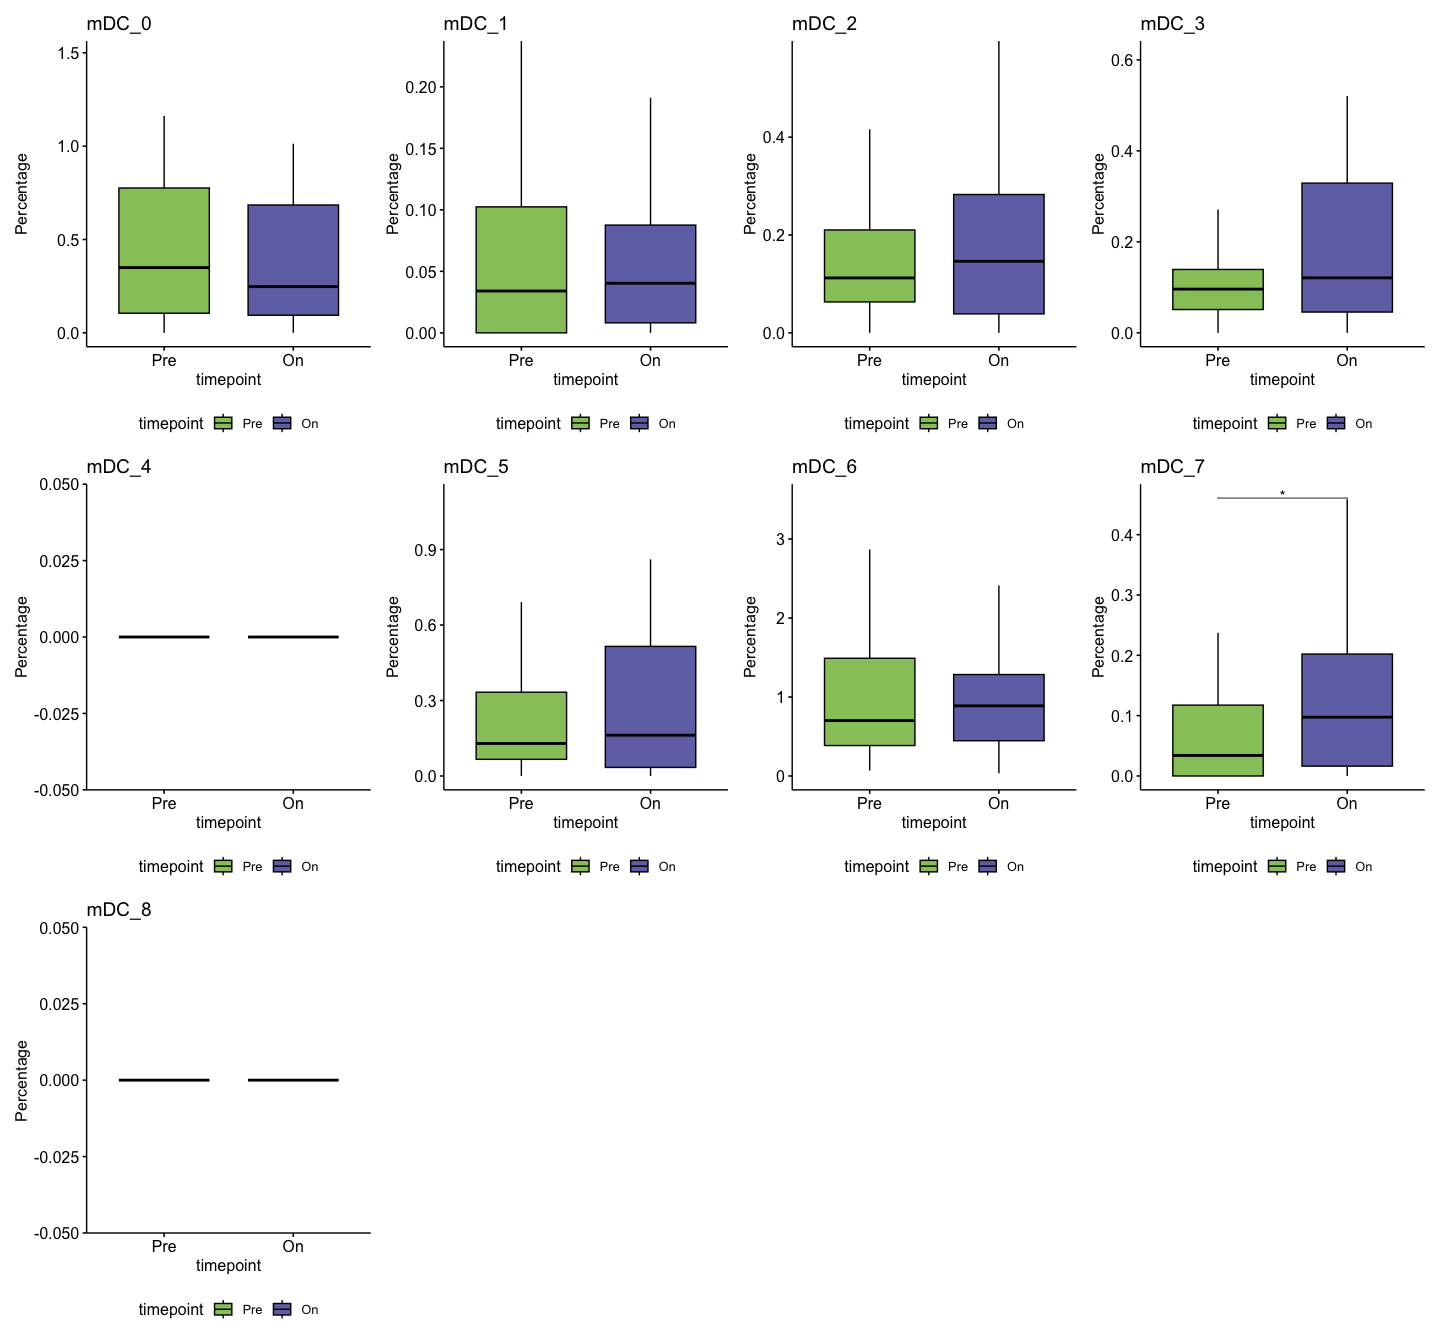 mDC_0
1.5
1.0
0.5
0.0
Percentage
Pre On
timepoint
timepoint Pre On
mDC_1
0.20
0.15
0.10
0.05
0.00
Percentage
Pre On
timepoint
timepoint Pre On
mDC_2
0.4
0.2
0.0
Percentage
Pre On
timepoint
timepoint Pre On
mDC_3
0.6
0.4
0.2
0.0
Percentage
Pre On
timepoint
timepoint Pre On
mDC_4
0.050
0.025
0.000
-0.025
-0.050
Percentage
Pre On
timepoint
timepoint Pre On
mDC_5
0.9
0.6
0.3
0.0
Percentage
Pre On
timepoint
timepoint Pre On
mDC_6
3
2
1
0
Percentage
Pre On
timepoint
timepoint Pre On
mDC_7
*
0.4
0.3
0.2
0.1
0.0
Percentage
Pre On
timepoint
timepoint Pre On
mDC_8
0.050
0.025
0.000
-0.025
-0.050
Percentage
Pre On
timepoint
timepoint Pre On